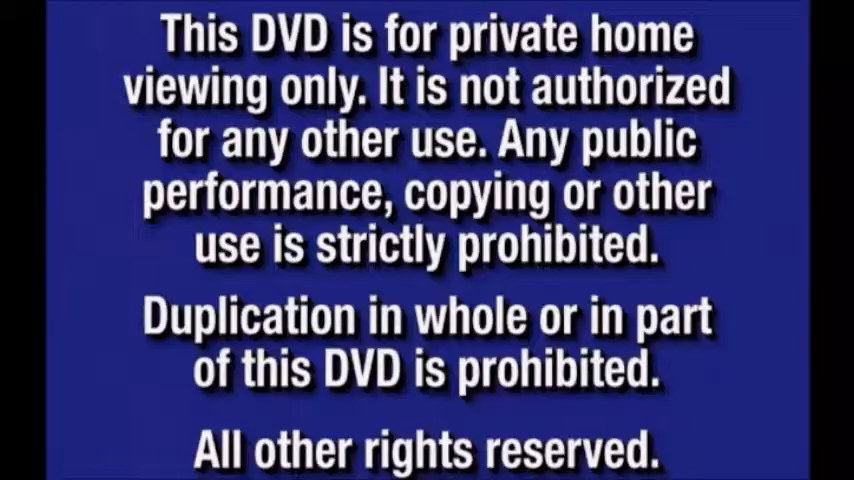 This DVD is for private home
viewing only. It is not authorized
for any other use. Any public
performance, copying or other
use is strictly prohibited.
Duplication in whole or in part
of this DVD is prohibited.
All other rights reserved.